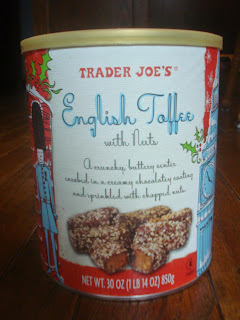 TRADER JOE'S®
English Toffee
with Nuts
A crunchy, buttery center
enrobed in a creamy chocolatey coating
and sprinkled with chopped nuts
NET WT. 30 OZ (1 LB 14 OZ) 850g